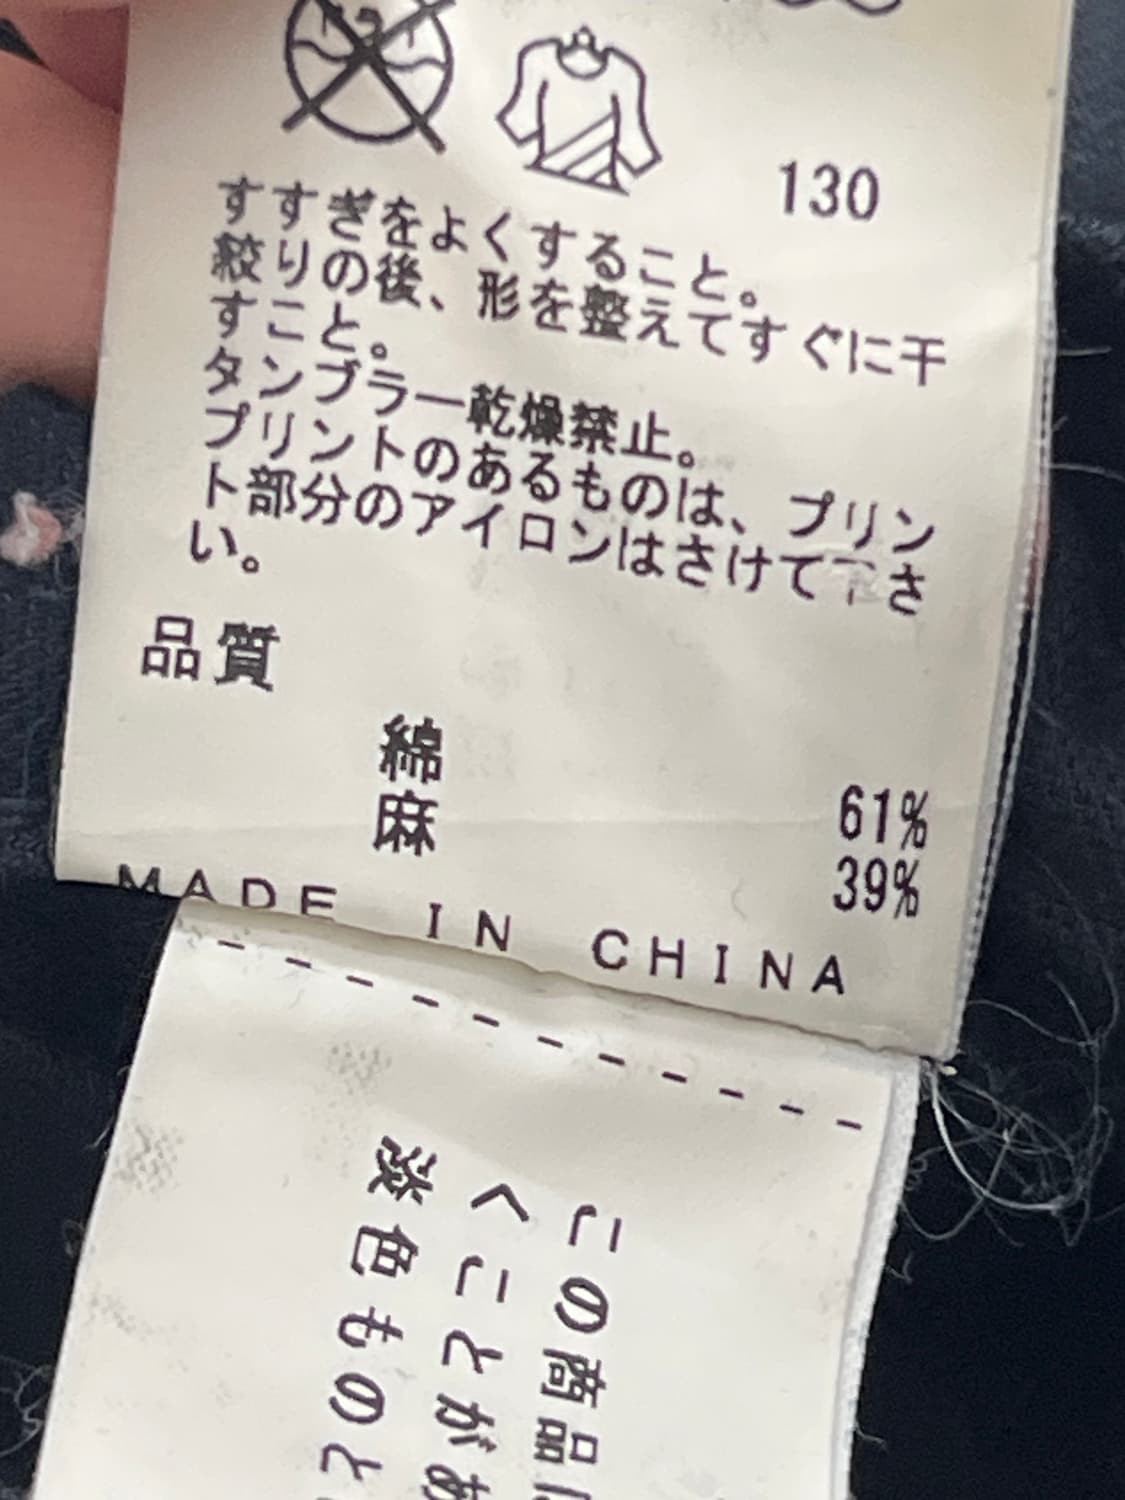 130
すすぎをよくすること。
絞りの後、形を整えてすぐに干
すこと。
タンブラー乾燥禁止。
プリントのあるものは、プリン
ト部分のアイロンはさけて下さ
い。
品質
綿 61%
麻 39%
MADE IN CHINA
この商品は
くことがあ
淡色ものと